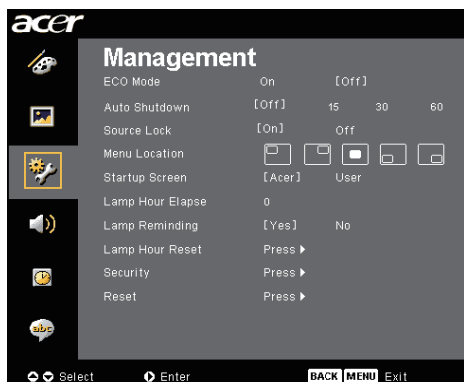 acer
Management
ECO Mode On [Off]
Auto Shutdown [Off] 15 30 60
Source Lock [On] Off
Menu Location
Startup Screen [Acer] User
Lamp Hour Elapse 0
Lamp Reminding [Yes] No
Lamp Hour Reset Press
Security Press
Reset Press
abc
Select Enter BACK MENU Exit